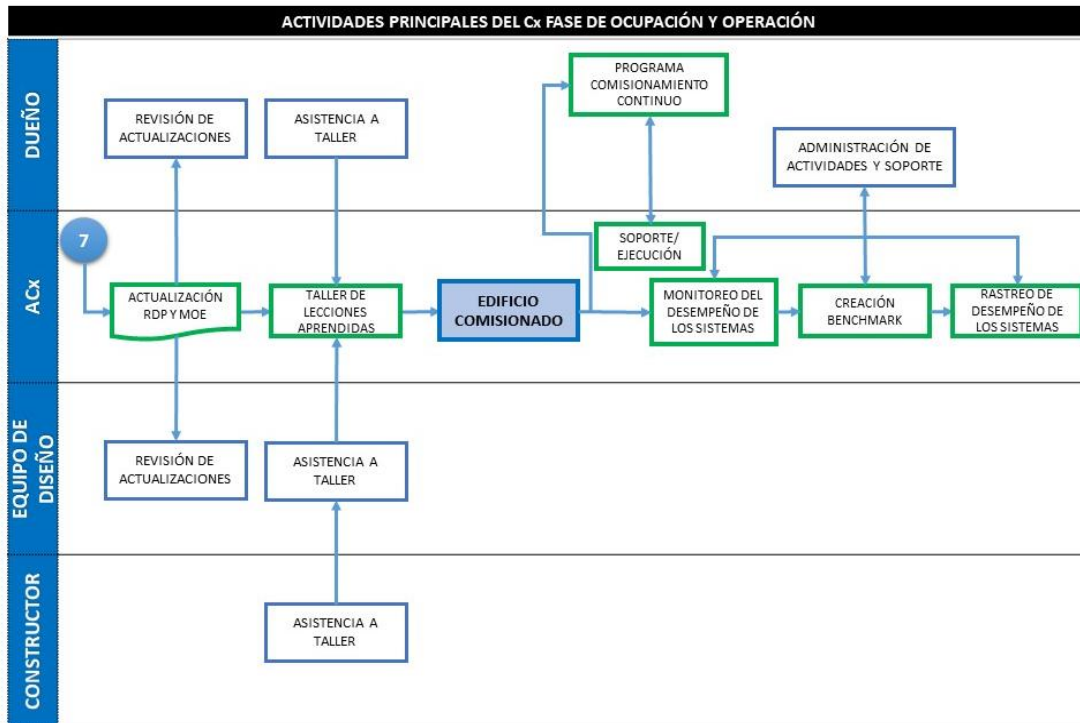 ACTIVIDADES PRINCIPALES DEL Cx FASE DE OCUPACIÓN Y OPERACIÓN
DUEÑO
REVISIÓN DE
ACTUALIZACIONES
ASISTENCIA A
TALLER
PROGRAMA
COMISIONAMIENTO
CONTINUO
ADMINISTRACIÓN DE
ACTIVIDADES Y SOPORTE
ACx
7
ACTUALIZACIÓN
RDP Y MOE
TALLER DE
LECCIONES
APRENDIDAS
EDIFICIO
COMISIONADO
SOPORTE/
EJECUCIÓN
MONITOREO DEL
DESEMPEÑO DE
LOS SISTEMAS
CREACIÓN
BENCHMARK
RASTREO DE
DESEMPEÑO DE
LOS SISTEMAS
EQUIPO DE
DISEÑO
REVISIÓN DE
ACTUALIZACIONES
ASISTENCIA A
TALLER
CONSTRUCTOR
ASISTENCIA A
TALLER